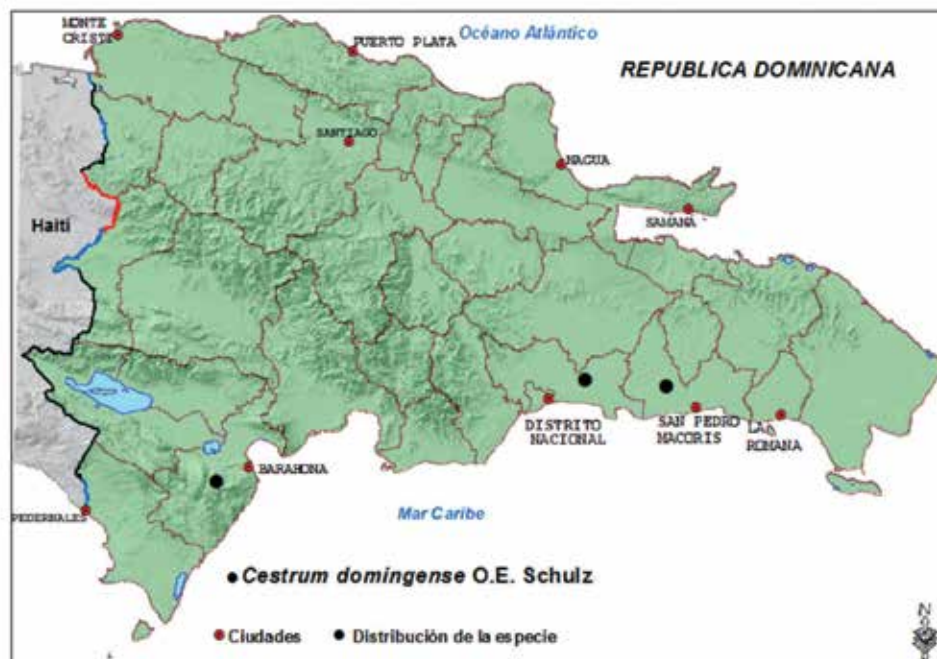 MONTE
CRISTI
PUERTO PLATA
Océano Atlántico
REPUBLICA DOMINICANA
SANTIAGO
NAGUA
SAMANA
Haití
DISTRITO
NACIONAL
SAN PEDRO
MACORIS
LA
ROMANA
BARAHONA
PEDERNALES
Mar Caribe
Cestrum domingense O.E. Schulz
Ciudades
Distribución de la especie
N